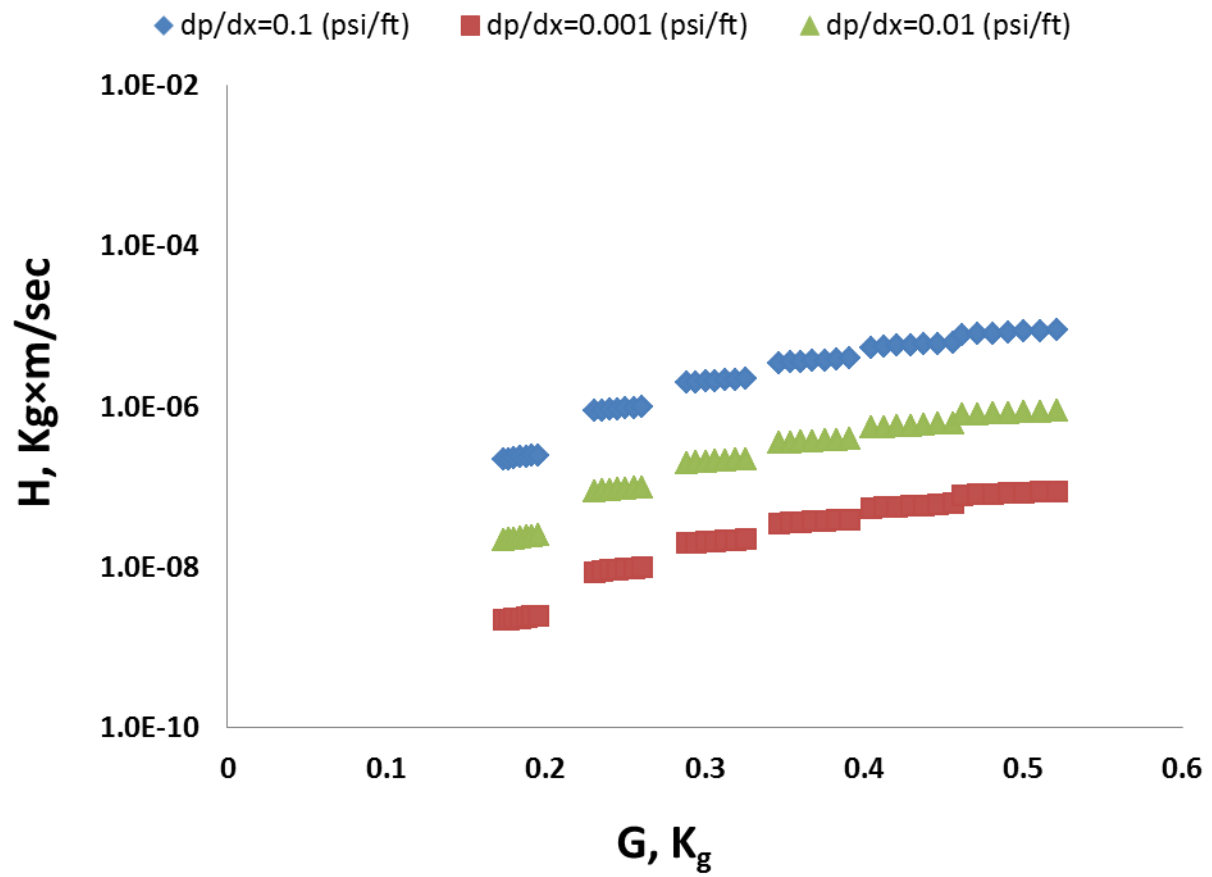 dp/dx=0.1 (psi/ft) dp/dx=0.001 (psi/ft) dp/dx=0.01 (psi/ft)
1.0E-02
1.0E-04
1.0E-06
1.0E-08
1.0E-10
H, Kg×m/sec
0 0.1 0.2 0.3 0.4 0.5 0.6
G, Kg